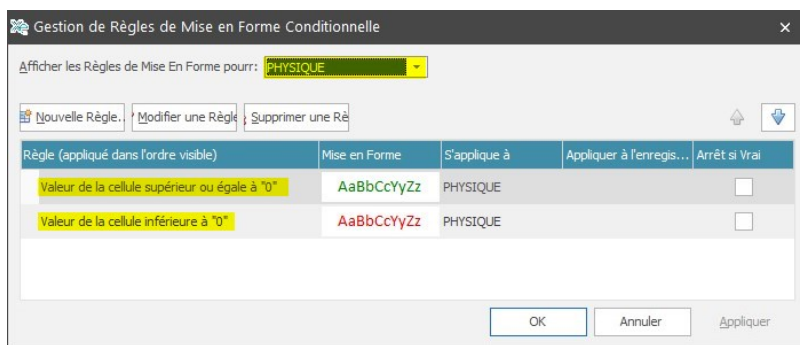 Gestion de Règles de Mise en Forme Conditionnelle
Afficher les Règles de Mise En Forme pourr: PHYSIQUE
Nouvelle Règle.. Modifier une Règle Supprimer une Rè
Règle (appliqué dans l'ordre visible) Mise en Forme S'applique à Appliquer à l'enregis... Arrêt si Vrai
Valeur de la cellule supérieur ou égale à "0" AaBbCcYyZz PHYSIQUE
Valeur de la cellule inférieure à "0" AaBbCcYyZz PHYSIQUE
OK Annuler Appliquer